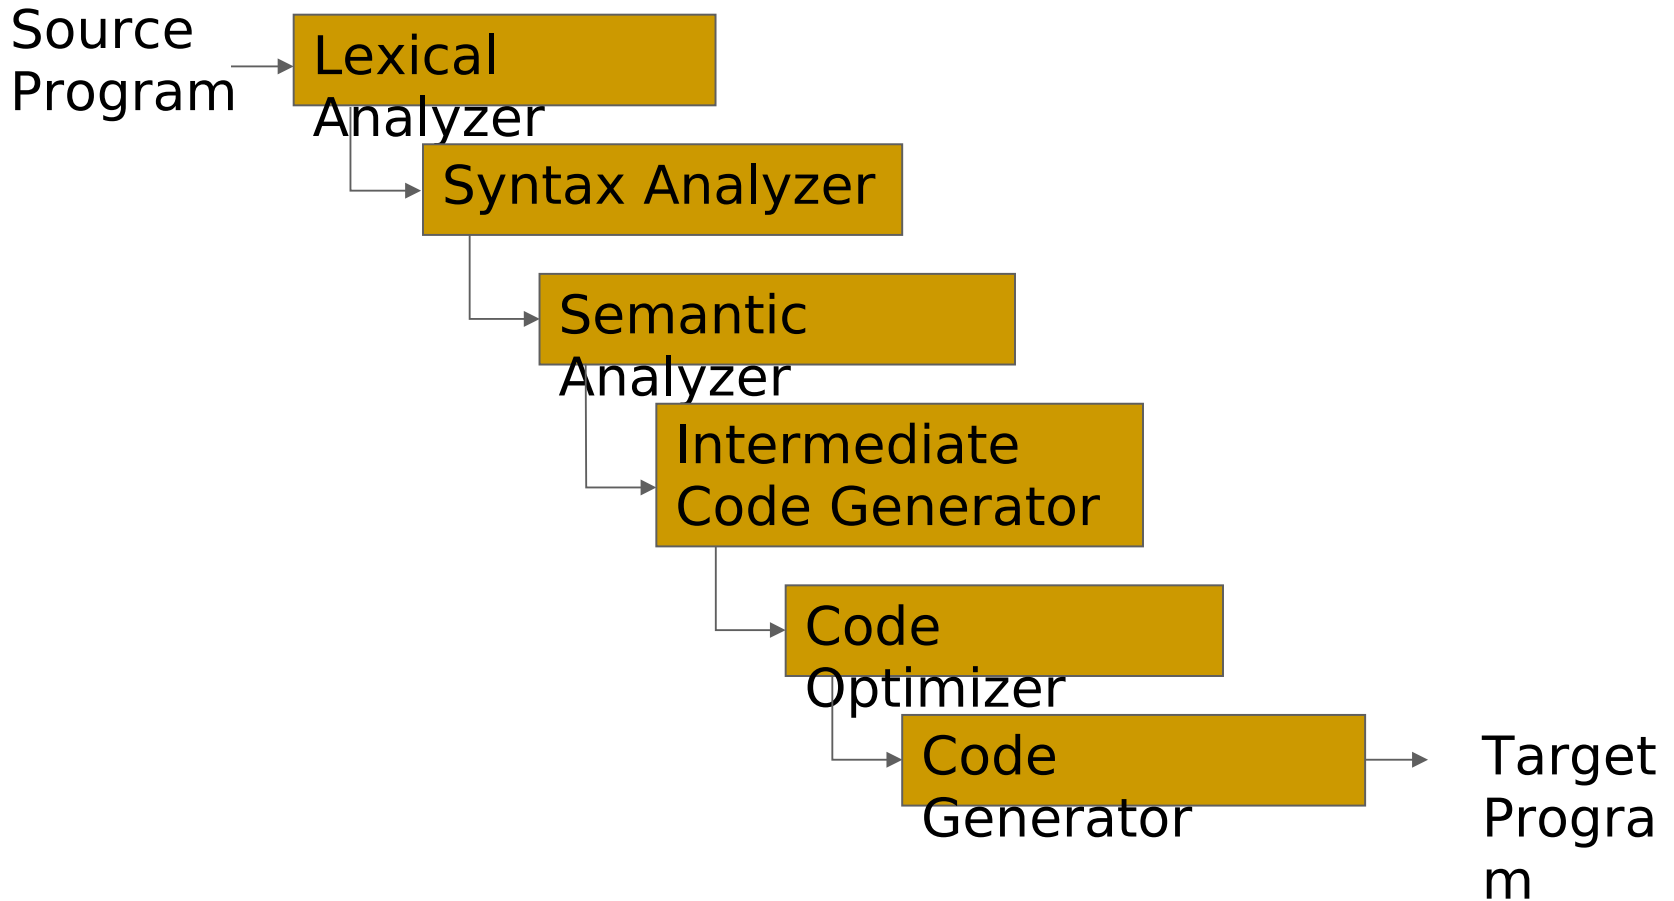 Source
Program
Lexical
Analyzer
Syntax Analyzer
Semantic
Analyzer
Intermediate
Code Generator
Code
Optimizer
Code
Generator
Target
Progra
m